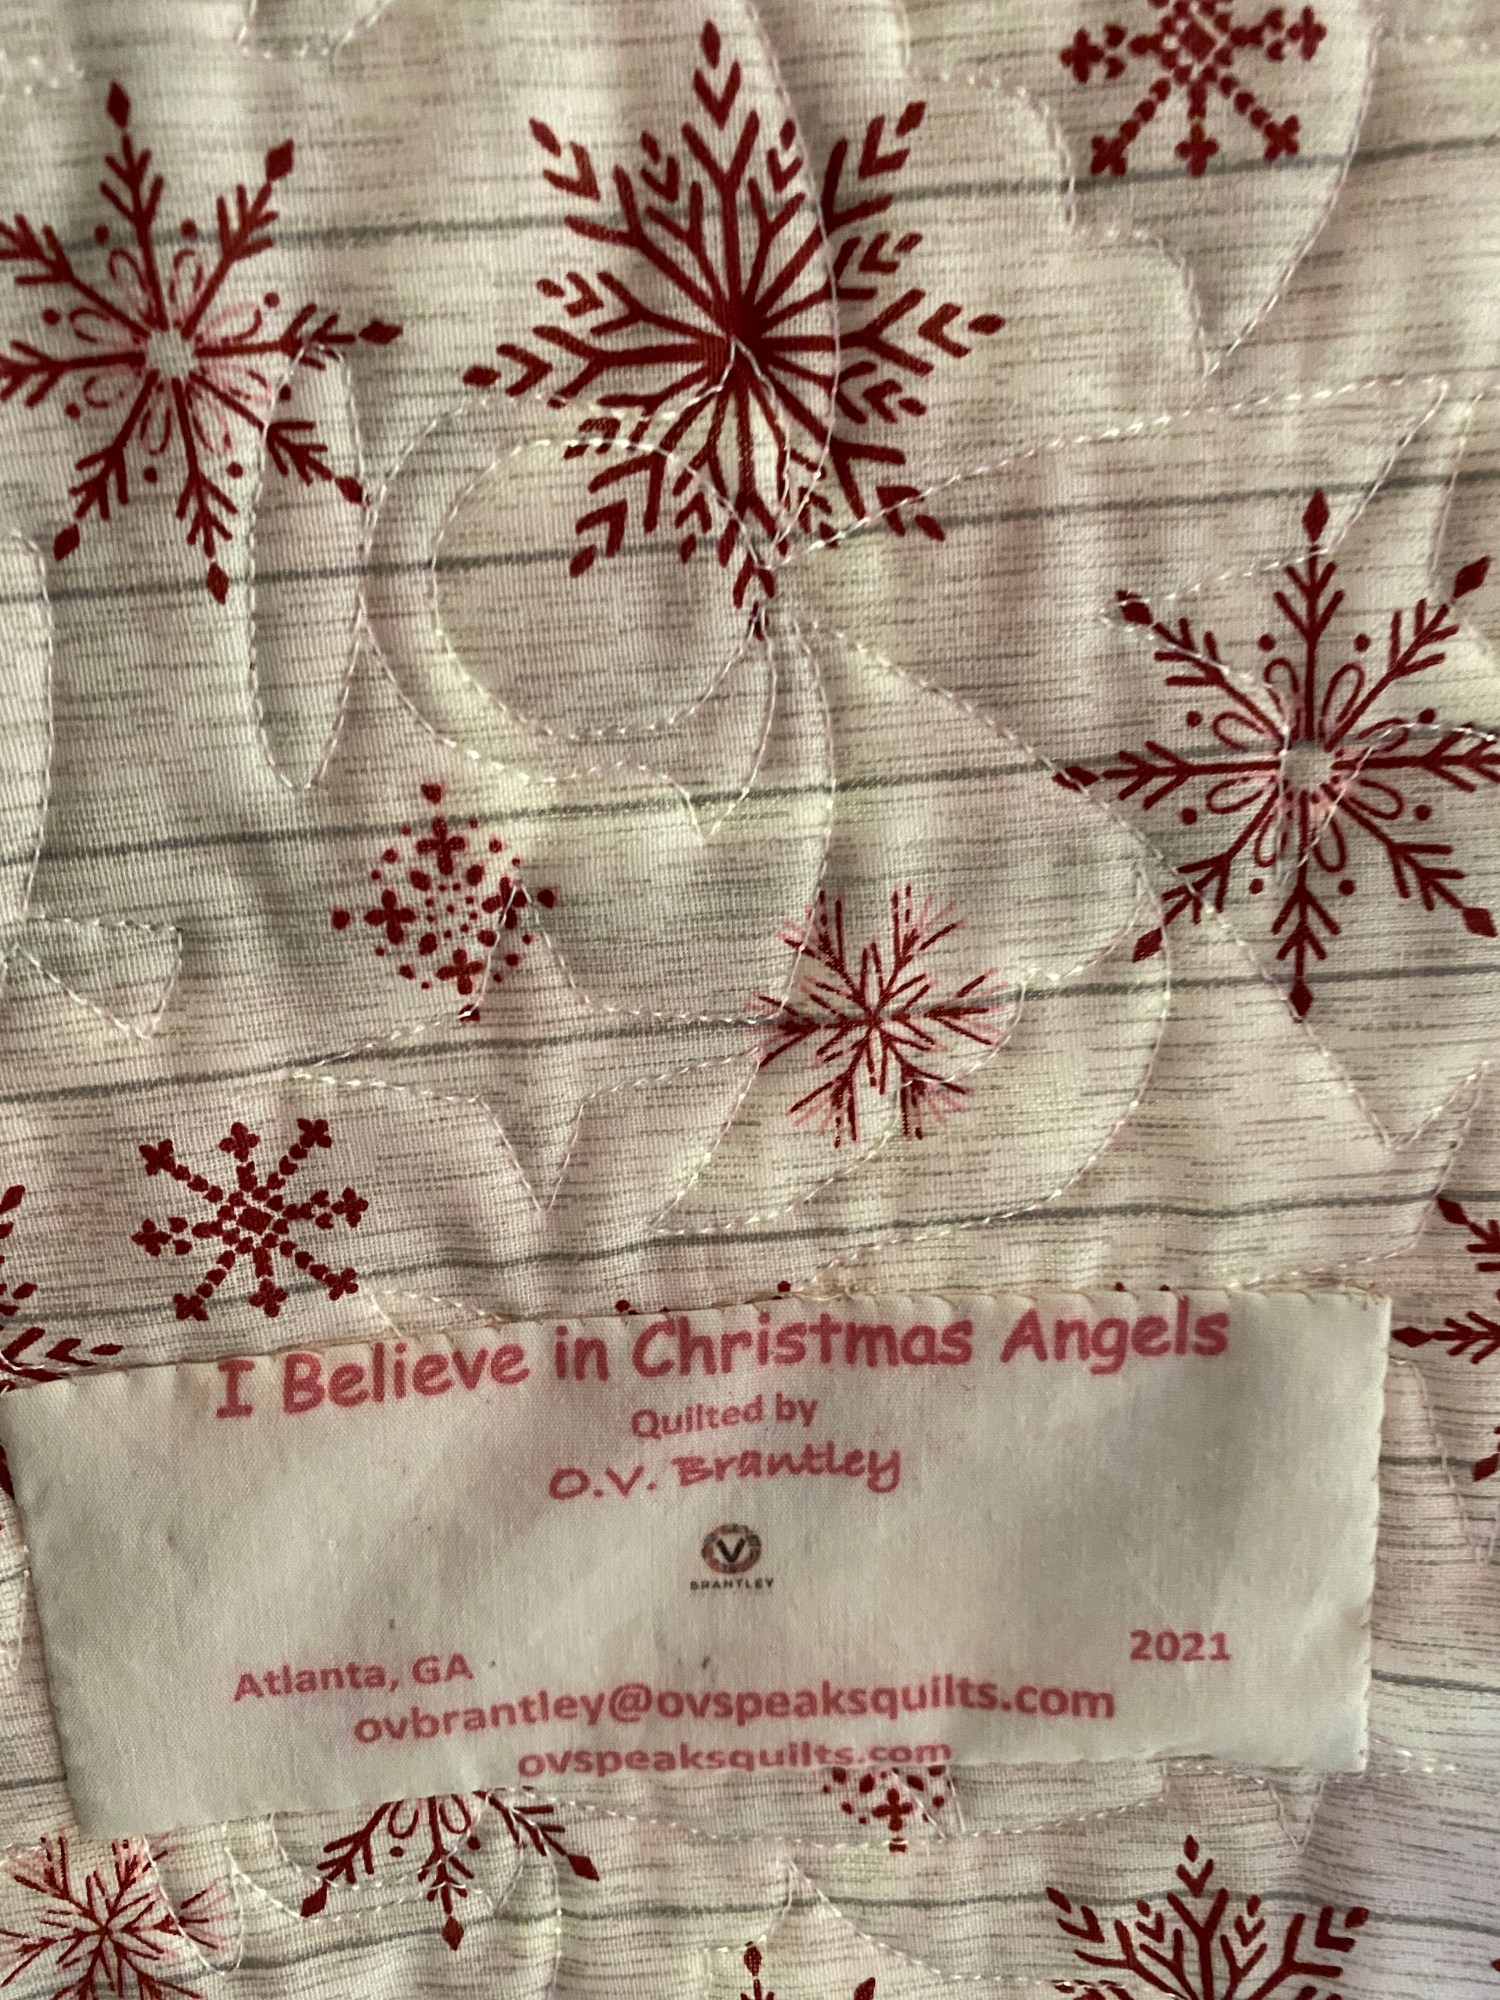 I Believe in Christmas Angels
Quilted by
O.V. Brantley
V
BRANTLEY
Atlanta, GA 2021
ovbrantley@ovspeaksquilts.com
ovspeaksquilts.com